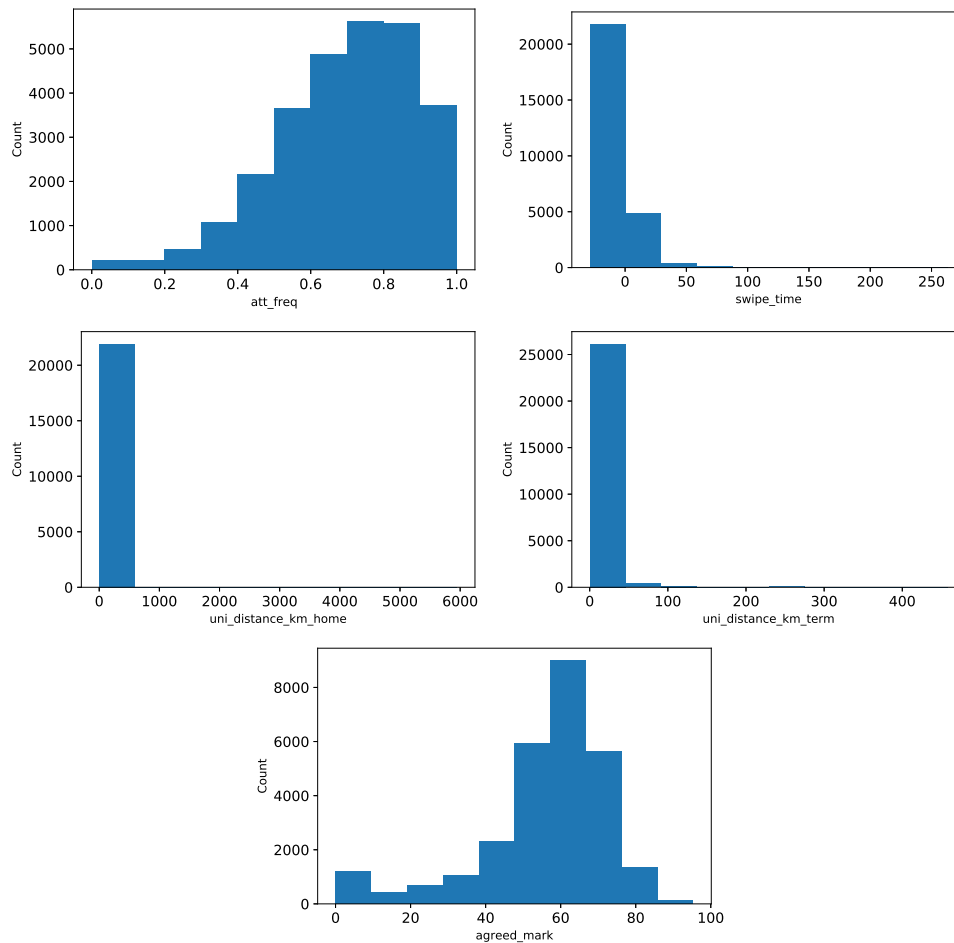 Count
5000
4000
3000
2000
1000
0
0.0 0.2 0.4 0.6 0.8 1.0
att_freq
Count
20000
15000
10000
5000
0
0 50 100 150 200 250
swipe_time
Count
20000
15000
10000
5000
0
0 1000 2000 3000 4000 5000 6000
uni_distance_km_home
Count
25000
20000
15000
10000
5000
0
0 100 200 300 400
uni_distance_km_term
Count
8000
6000
4000
2000
0
0 20 40 60 80 100
agreed_mark